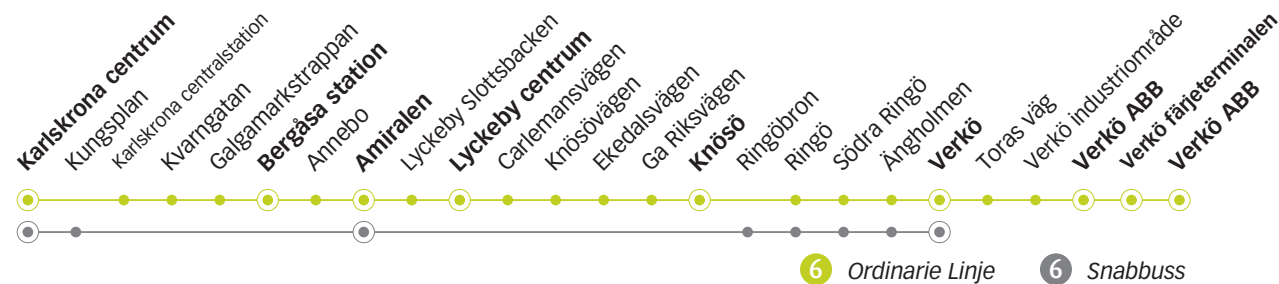 Karlskrona centrum
Kungsplan
Karlskrona centralstation
Kvarngatan
Galgamarkstrappan
Bergåsa station
Annebo
Amiralen
Lyckeby Slottsbacken
Lyckeby centrum
Carlemansvägen
Knösövägen
Ekedalsvägen
Ga Riksvägen
Knösö
Ringöbron
Ringö
Södra Ringö
Ängholmen
Verkö
Toras väg
Verkö industriområde
Verkö ABB
Verkö färjeterminalen
Verkö ABB
6 Ordinarie Linje 6 Snabbuss